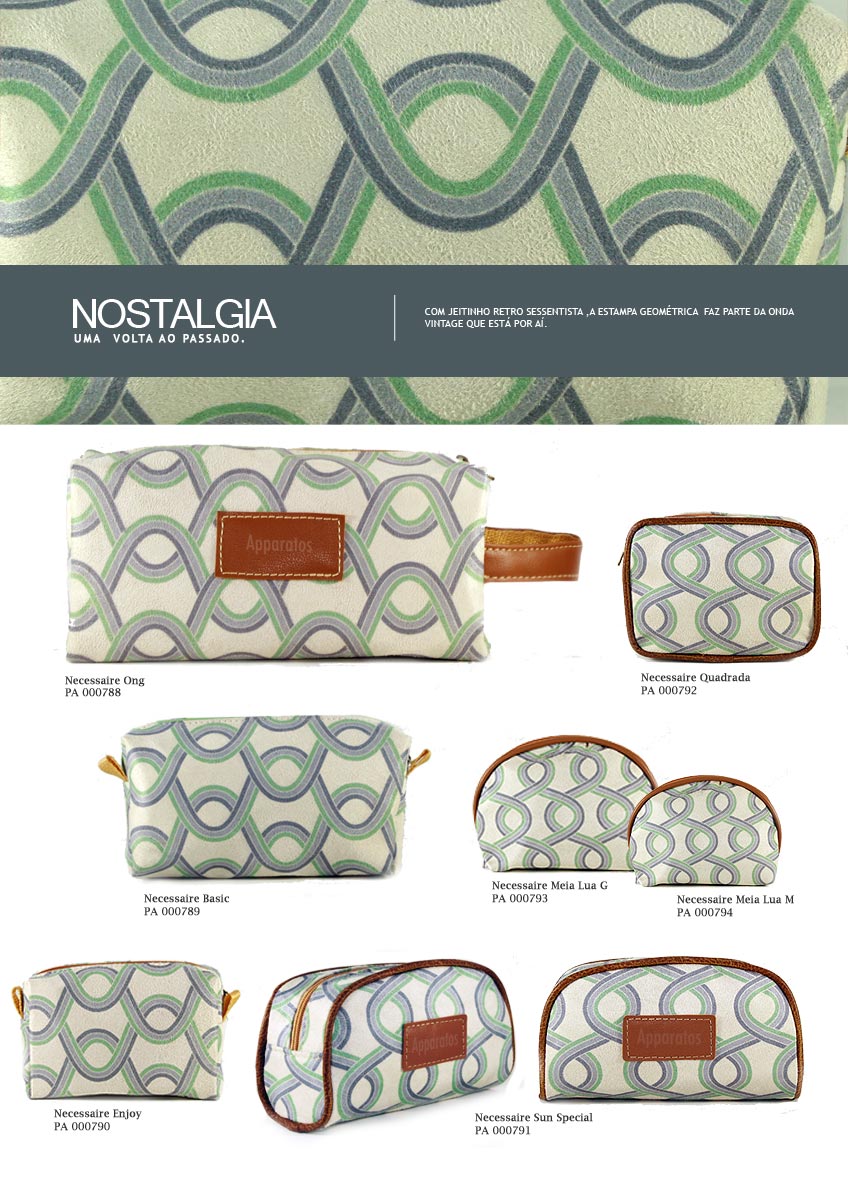 NOSTALGIA
UMA VOLTA AO PASSADO.
COM JEITINHO RETRO SESSENTISTA ,A ESTAMPA GEOMÉTRICA FAZ PARTE DA ONDA
VINTAGE QUE ESTÁ POR AÍ.
Apparatos
Necessaire Ong
PA 000788
Necessaire Quadrada
PA 000792
Necessaire Basic
PA 000789
Necessaire Meia Lua G
PA 000793
Necessaire Meia Lua M
PA 000794
Apparatos
Apparatos
Necessaire Enjoy
PA 000790
Necessaire Sun Special
PA 000791